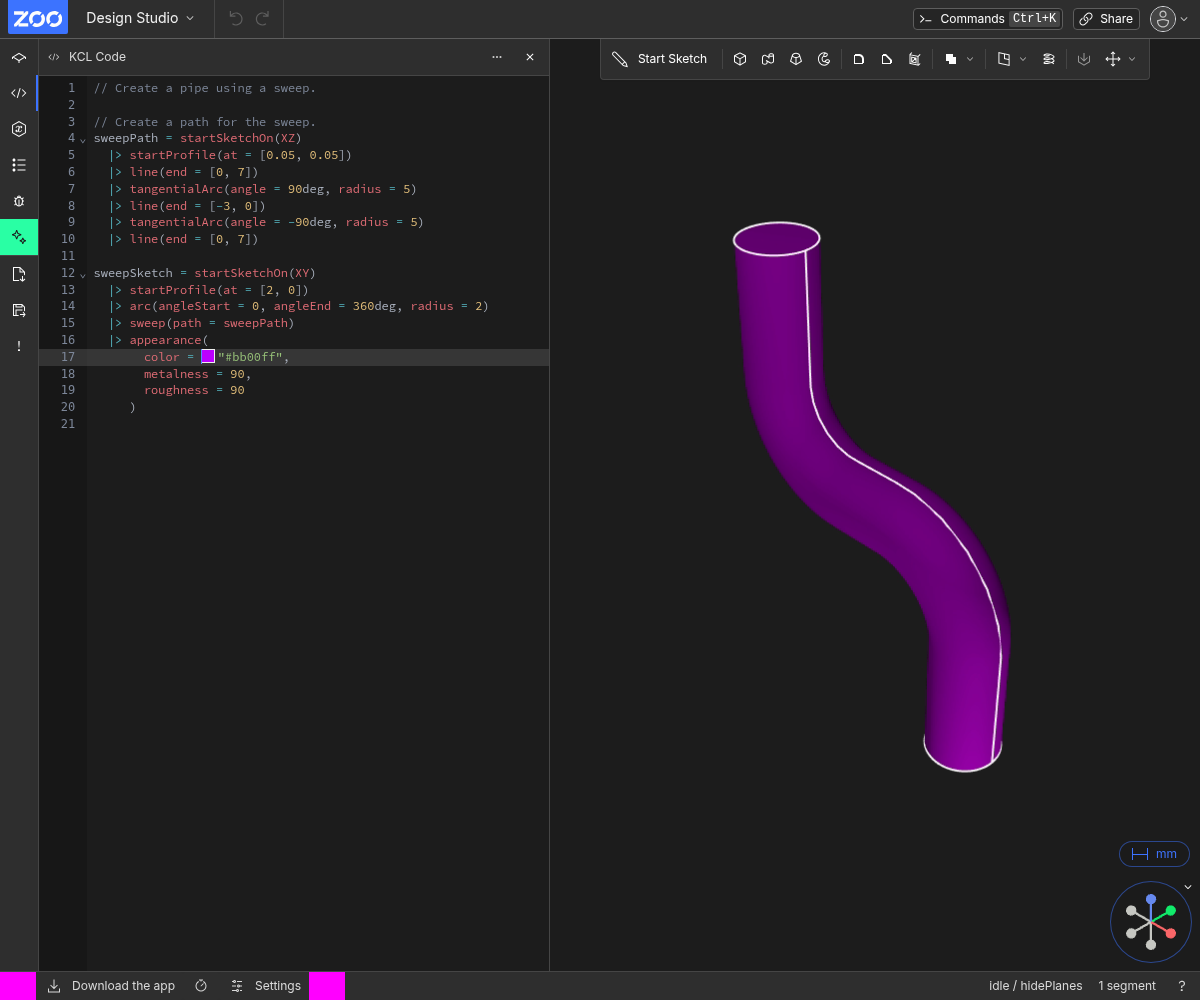 ZOO Design Studio Commands Ctrl+K Share
KCL Code
Start Sketch
1 // Create a pipe using a sweep.
2
3 // Create a path for the sweep.
4 sweepPath = startSketchOn(XZ)
5 |> startProfile(at = [0.05, 0.05])
6 |> line(end = [0, 7])
7 |> tangentialArc(angle = 90deg, radius = 5)
8 |> line(end = [-3, 0])
9 |> tangentialArc(angle = -90deg, radius = 5)
10 |> line(end = [0, 7])
11
12 sweepSketch = startSketchOn(XY)
13 |> startProfile(at = [2, 0])
14 |> arc(angleStart = 0, angleEnd = 360deg, radius = 2)
15 |> sweep(path = sweepPath)
16 |> appearance(
17 color = "#bb00ff",
18 metalness = 90,
19 roughness = 90
20 )
21
mm
Download the app Settings idle / hidePlanes 1 segment ?